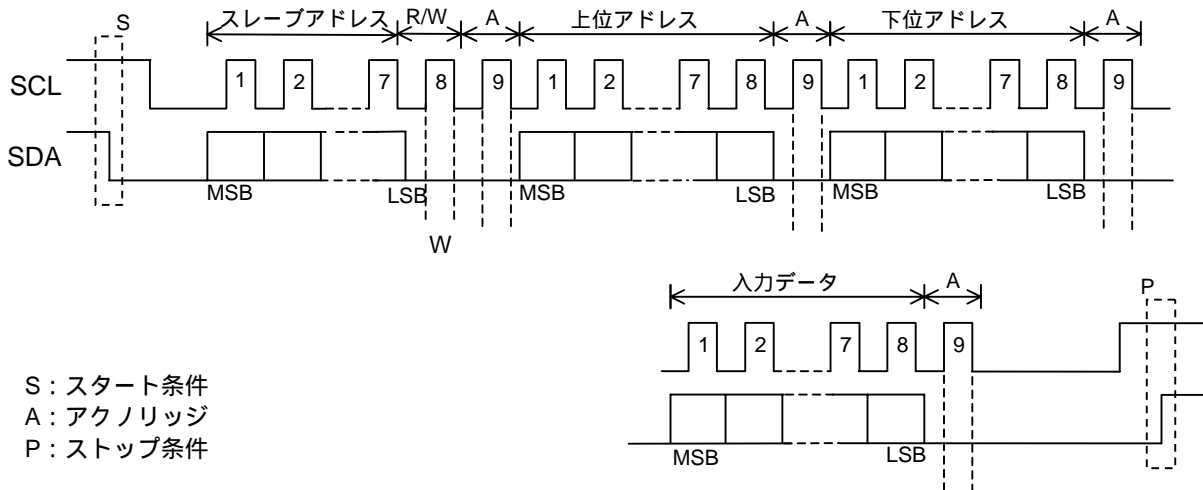 S
スレーブアドレス R/W A 上位アドレス A 下位アドレス A
SCL 1 2 7 8 9 1 2 7 8 9 1 2 7 8 9
SDA
MSB LSB MSB LSB MSB LSB
W
入力データ A P
1 2 7 8 9
MSB LSB
S:スタート条件
A:アクノリッジ
P:ストップ条件